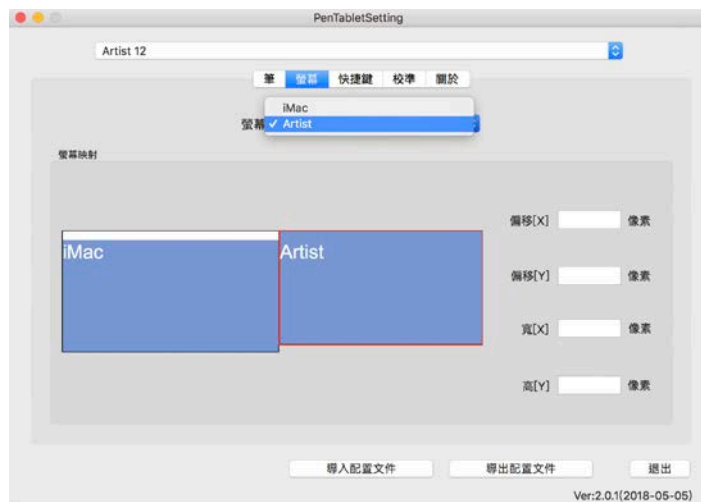 PenTabletSetting
Artist 12
筆 螢幕 快捷鍵 校準 關於
iMac
螢幕 ✓ Artist
螢幕映射
偏移[X] 像素
iMac Artist
偏移[Y] 像素
寬[X] 像素
高[Y] 像素
導入配置文件 導出配置文件 退出
Ver:2.0.1(2018-05-05)